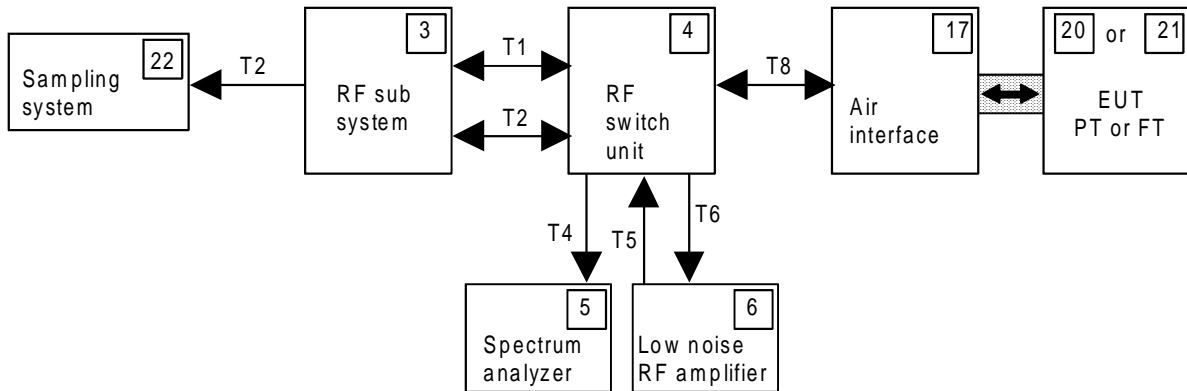 22
Sampling
system
T2
3
RF sub
system
T1
T2
4
RF
switch
unit
T8
17
Air
interface
20 or 21
EUT
PT or FT
T4
T5
T6
5
Spectrum
analyzer
6
Low noise
RF amplifier